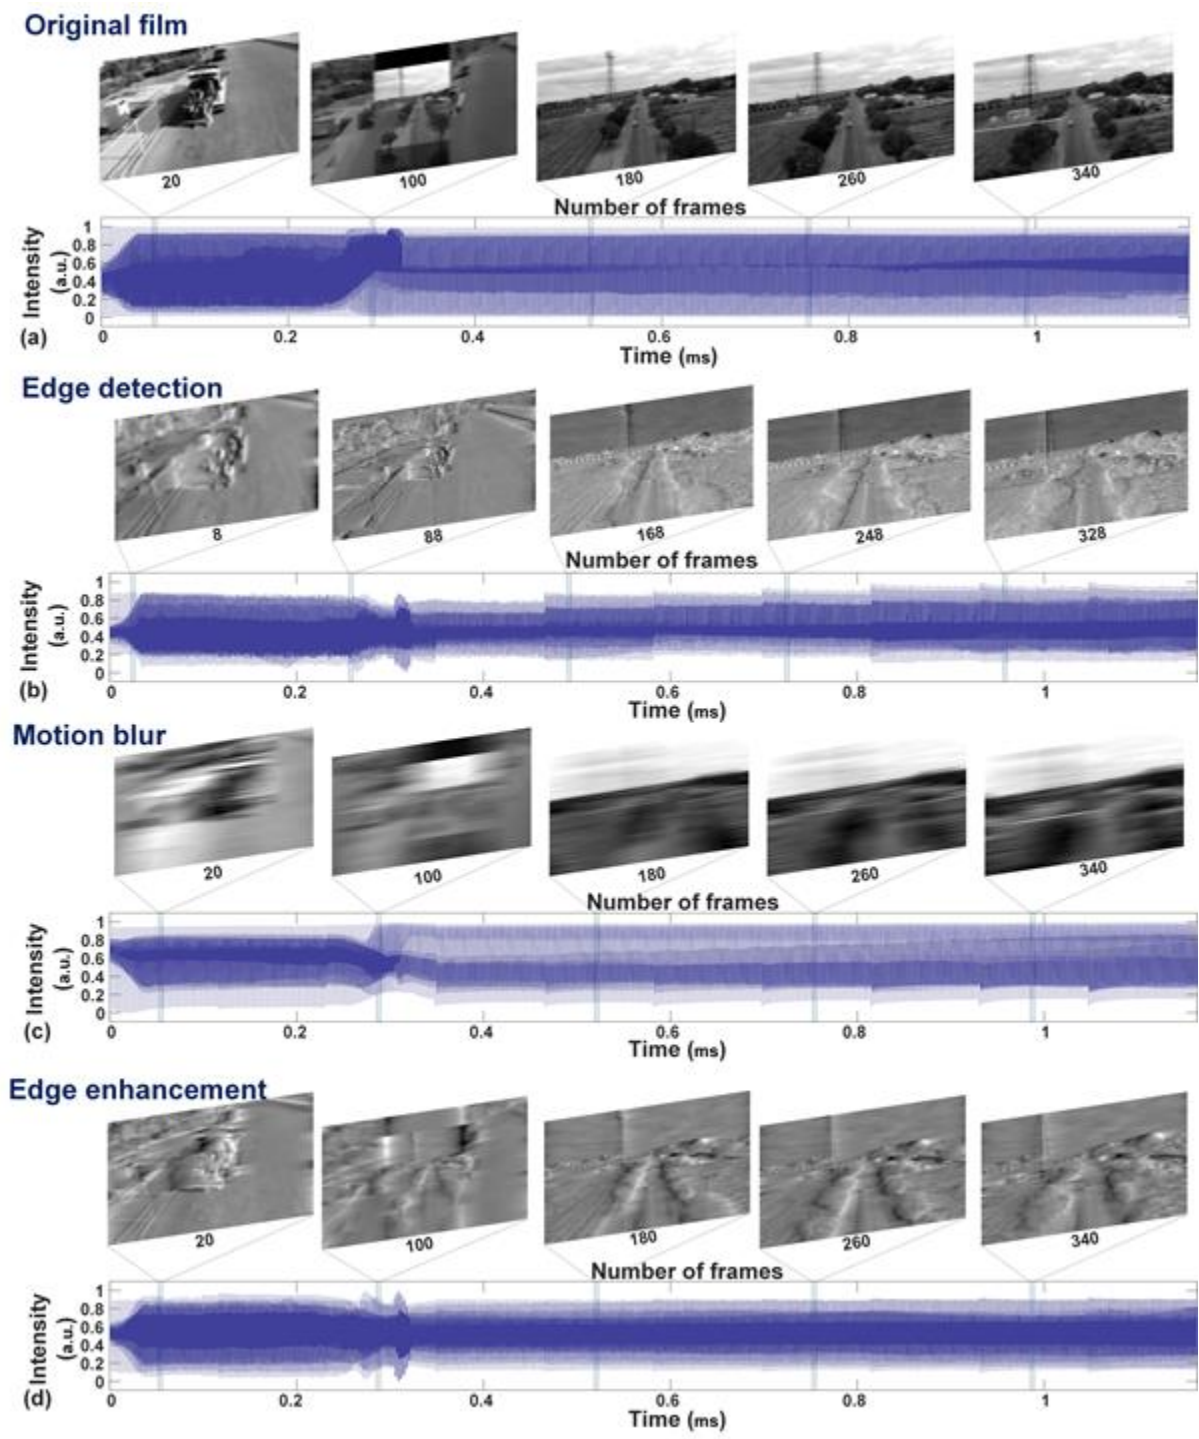 Original film
20 100 180 260 340
Number of frames
Intensity (a.u.)
1
0.8
0.6
0.4
0.2
0
0 0.2 0.4 0.6 0.8 1
(a)
Time (ms)
Edge detection
8 88 168 248 328
Number of frames
Intensity (a.u.)
1
0.8
0.6
0.4
0.2
0
0 0.2 0.4 0.6 0.8 1
(b)
Time (ms)
Motion blur
20 100 180 260 340
Number of frames
Intensity (a.u.)
1
0.8
0.6
0.4
0.2
0
0 0.2 0.4 0.6 0.8 1
(c)
Time (ms)
Edge enhancement
20 100 180 260 340
Number of frames
Intensity (a.u.)
1
0.8
0.6
0.4
0.2
0
0 0.2 0.4 0.6 0.8 1
(d)
Time (ms)